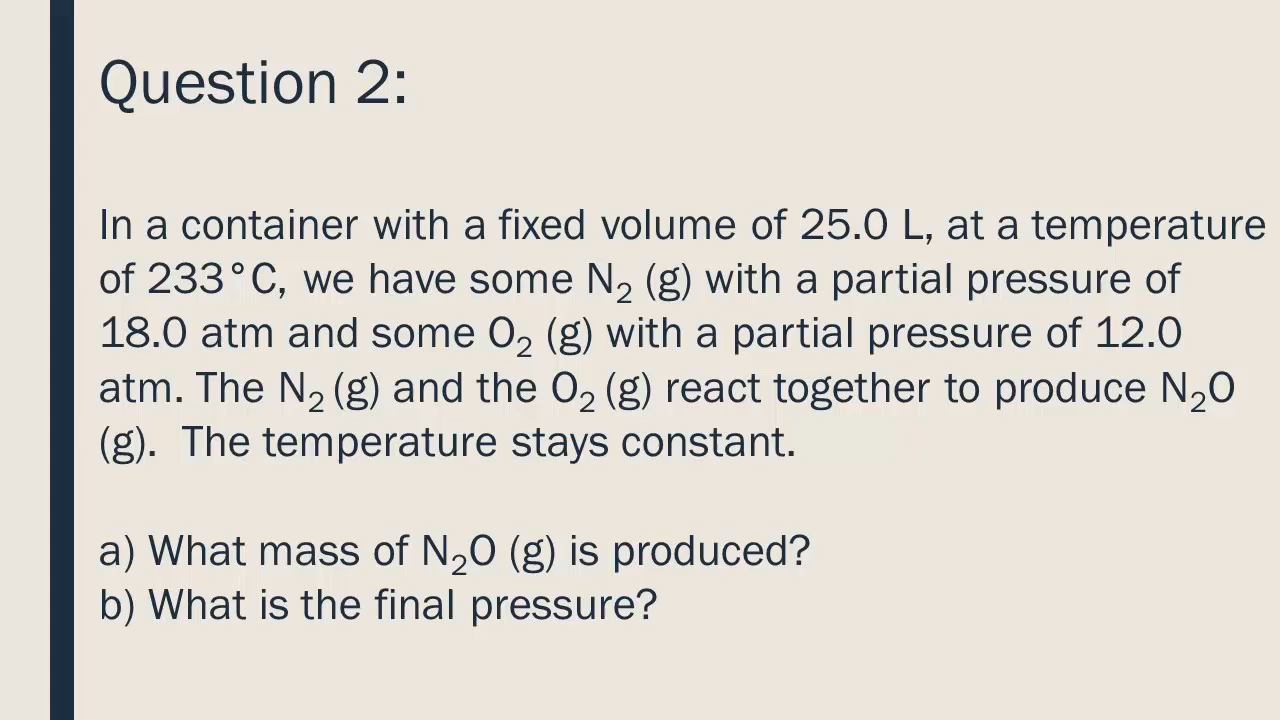 Question 2:
In a container with a fixed volume of 25.0 L, at a temperature
of 233°C, we have some N₂ (g) with a partial pressure of
18.0 atm and some O₂ (g) with a partial pressure of 12.0
atm. The N₂ (g) and the O₂ (g) react together to produce N₂O
(g). The temperature stays constant.
a) What mass of N₂O (g) is produced?
b) What is the final pressure?